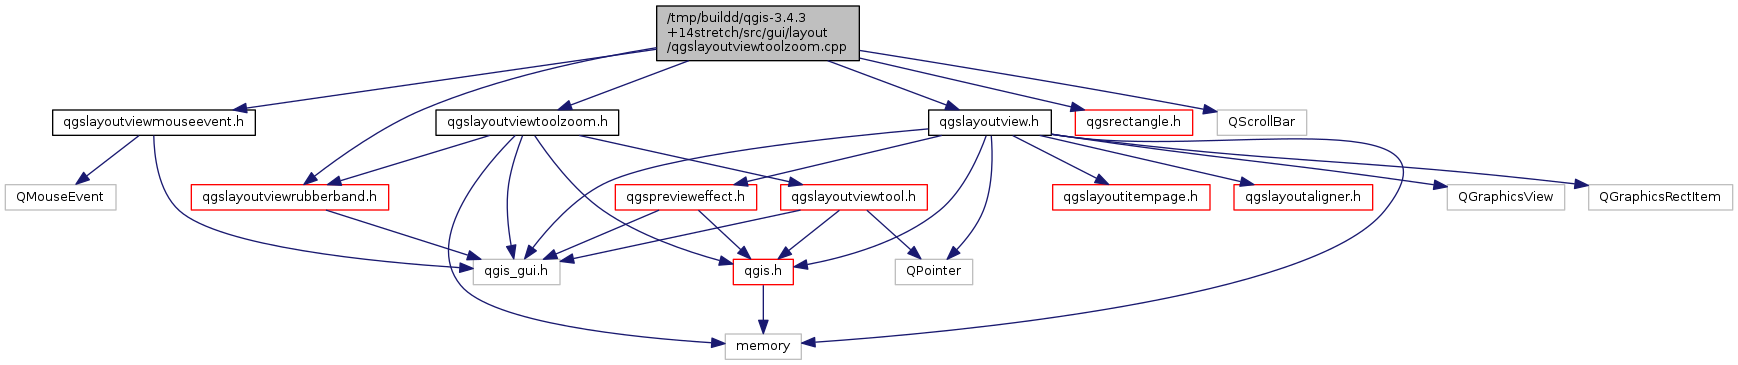 /tmp/buildd/qgis-3.4.3
+14stretch/src/gui/layout
/qgslayoutviewtoolzoom.cpp
qgslayoutviewmouseevent.h
qgslayoutviewtoolzoom.h
qgslayoutview.h
qgsrectangle.h
QScrollBar
QMouseEvent
qgslayoutviewrubberband.h
qgsprevieweffect.h
qgslayoutviewtool.h
qgslayoutitempage.h
qgslayoutaligner.h
QGraphicsView
QGraphicsRectItem
qgis_gui.h
qgis.h
QPointer
memory